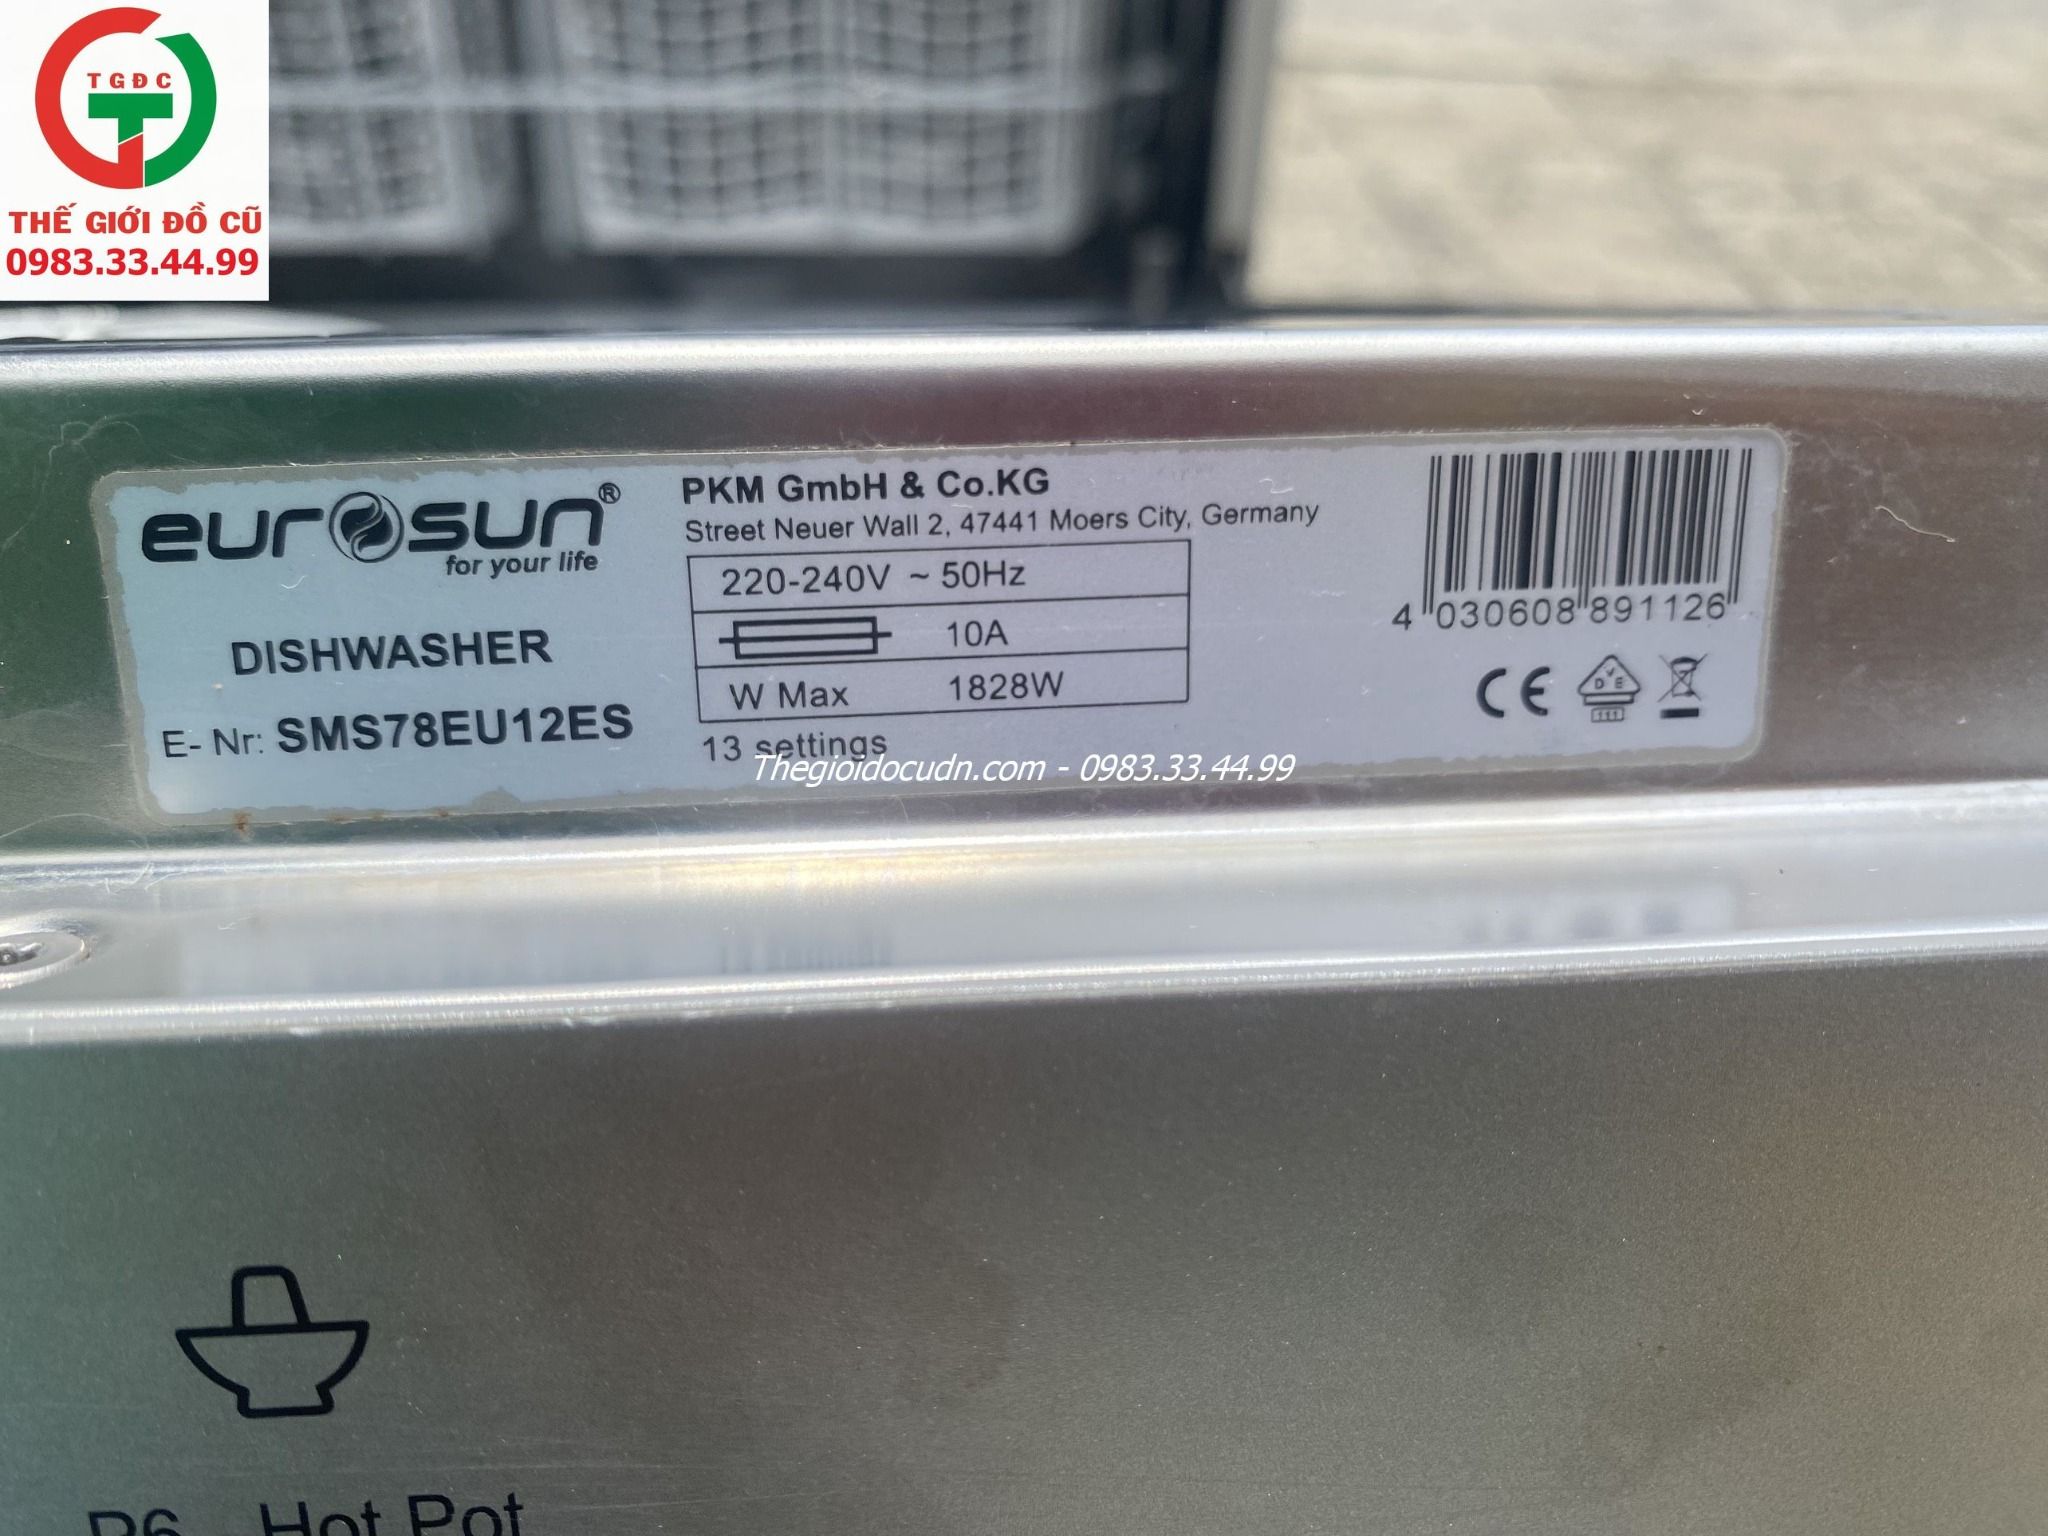 TGĐC
THẾ GIỚI ĐỒ CŨ
0983.33.44.99
eurosun®
for your life
DISHWASHER
E- Nr: SMS78EU12ES
PKM GmbH & Co.KG
Street Neuer Wall 2, 47441 Moers City, Germany
220-240V ~ 50Hz
10A
W Max 1828W
13 settings
4 030608 891126
CE
D V E
111
Thegioidocudn.com - 0983.33.44.99
P6 Hot Pot